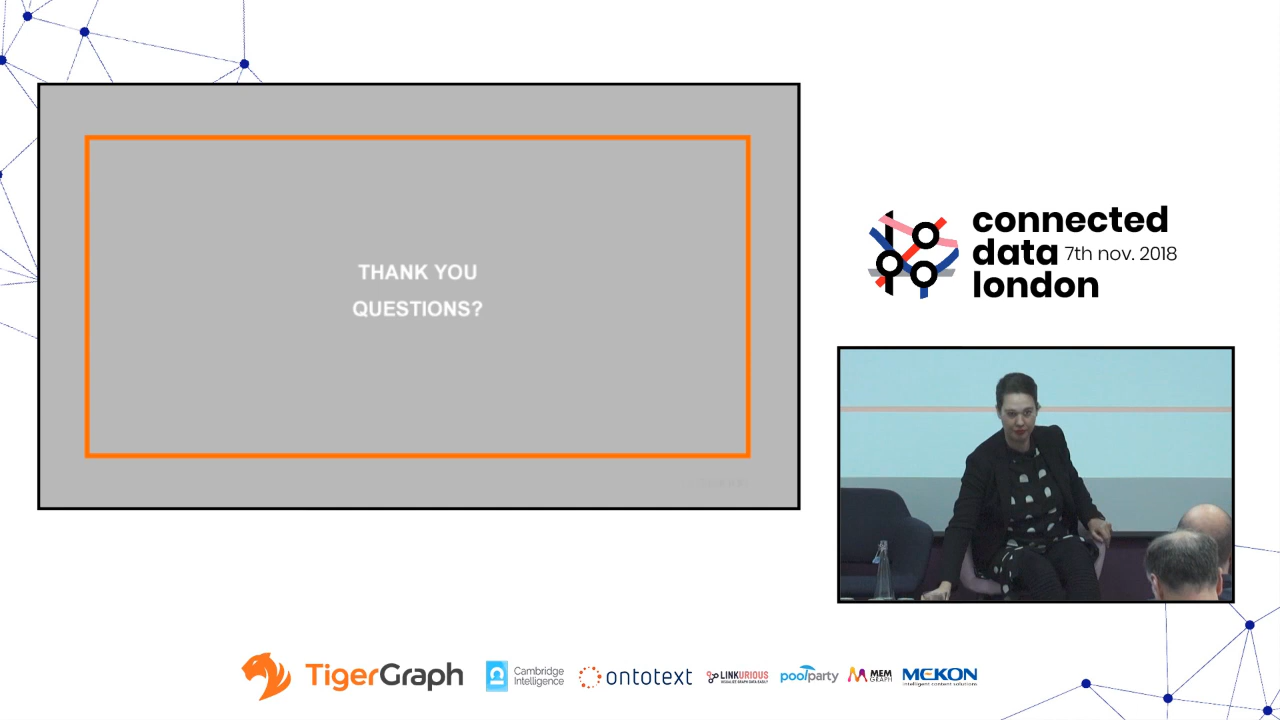 THANK YOU
QUESTIONS?
connected
data 7th nov. 2018
london
TigerGraph
Cambridge
Intelligence
ontotext
LINKURIOUS
poolparty
MEM
GRAPH
MEKON
intelligent content solutions